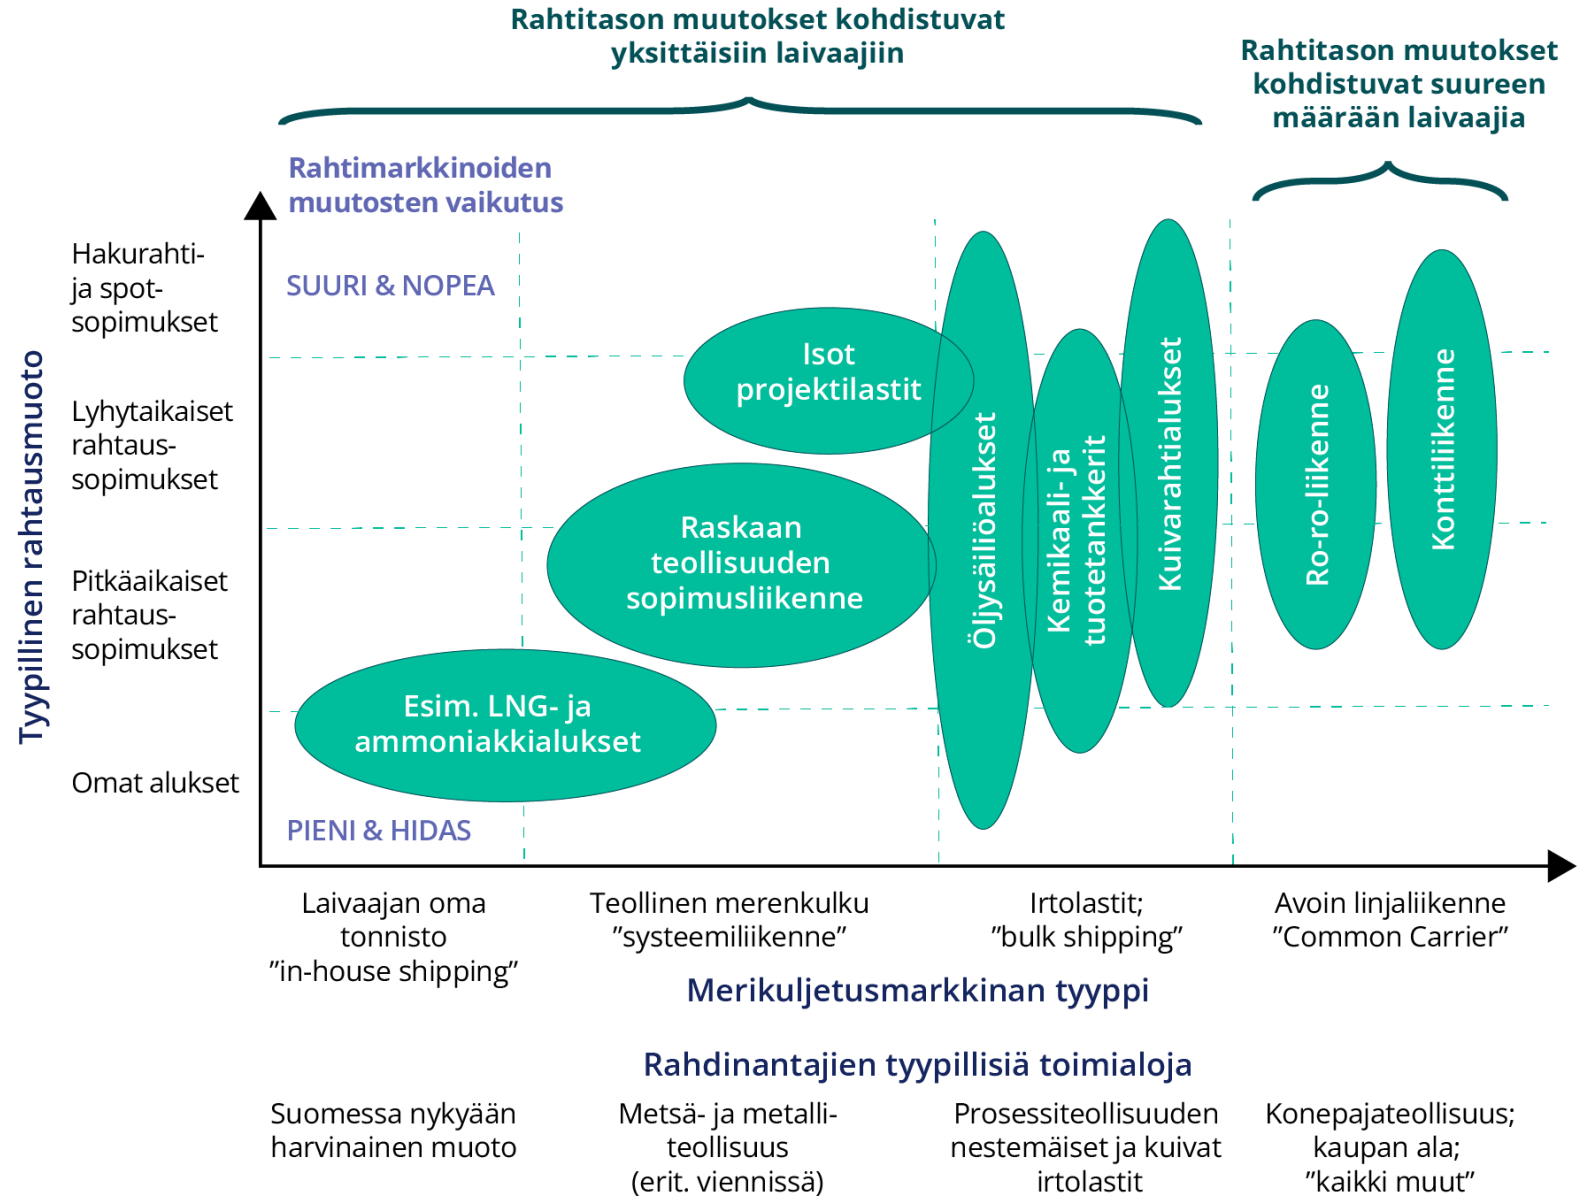 Rahtitason muutokset kohdistuvat
yksittäisiin laivaajiin
Rahtitason muutokset
kohdistuvat suureen
määrään laivaajia
Rahtimarkkinoiden
muutosten vaikutus
SUURI & NOPEA
PIENI & HIDAS
Tyypillinen rahtausmuoto
Hakurahti-
ja spot-
sopimukset
Lyhytaikaiset
rahtaus-
sopimukset
Pitkäaikaiset
rahtaus-
sopimukset
Omat alukset
Isot
projektilastit
Raskaan
teollisuuden
sopimusliikenne
Esim. LNG- ja
ammoniakkialukset
Öljysäiliöalukset
Kemikaali- ja
tuotetankkerit
Kuivarahtialukset
Ro-ro-liikenne
Konttiliikenne
Laivaajan oma
tonnisto
”in-house shipping”
Teollinen merenkulku
”systeemiliikenne”
Irtolastit;
”bulk shipping”
Avoin linjaliikenne
”Common Carrier”
Merikuljetusmarkkinan tyyppi
Rahdinantajien tyypillisiä toimialoja
Suomessa nykyään
harvinainen muoto
Metsä- ja metalli-
teollisuus
(erit. viennissä)
Prosessiteollisuuden
nestemäiset ja kuivat
irtolastit
Konepajateollisuus;
kaupan ala;
”kaikki muut”